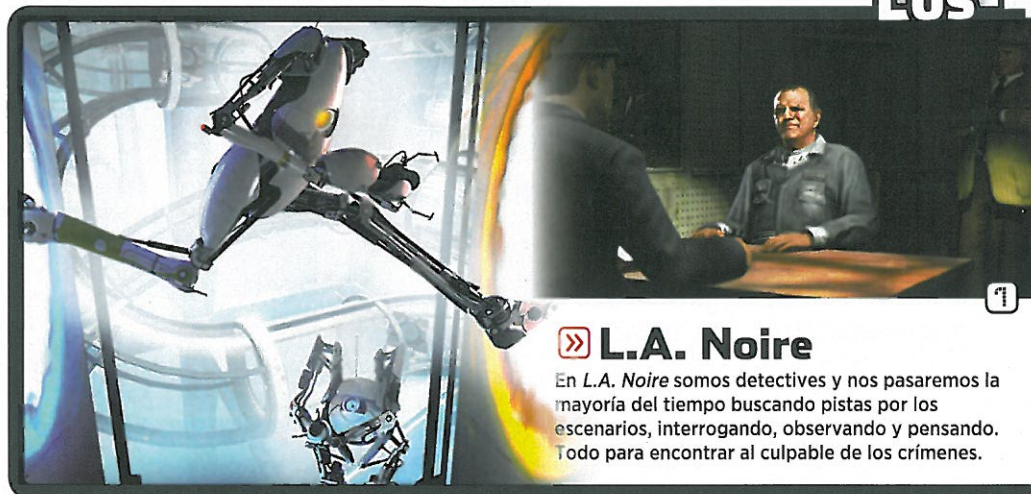 L.A. Noire
En L.A. Noire somos detectives y nos pasaremos la
mayoría del tiempo buscando pistas por los
escenarios, interrogando, observando y pensando.
Todo para encontrar al culpable de los crímenes.